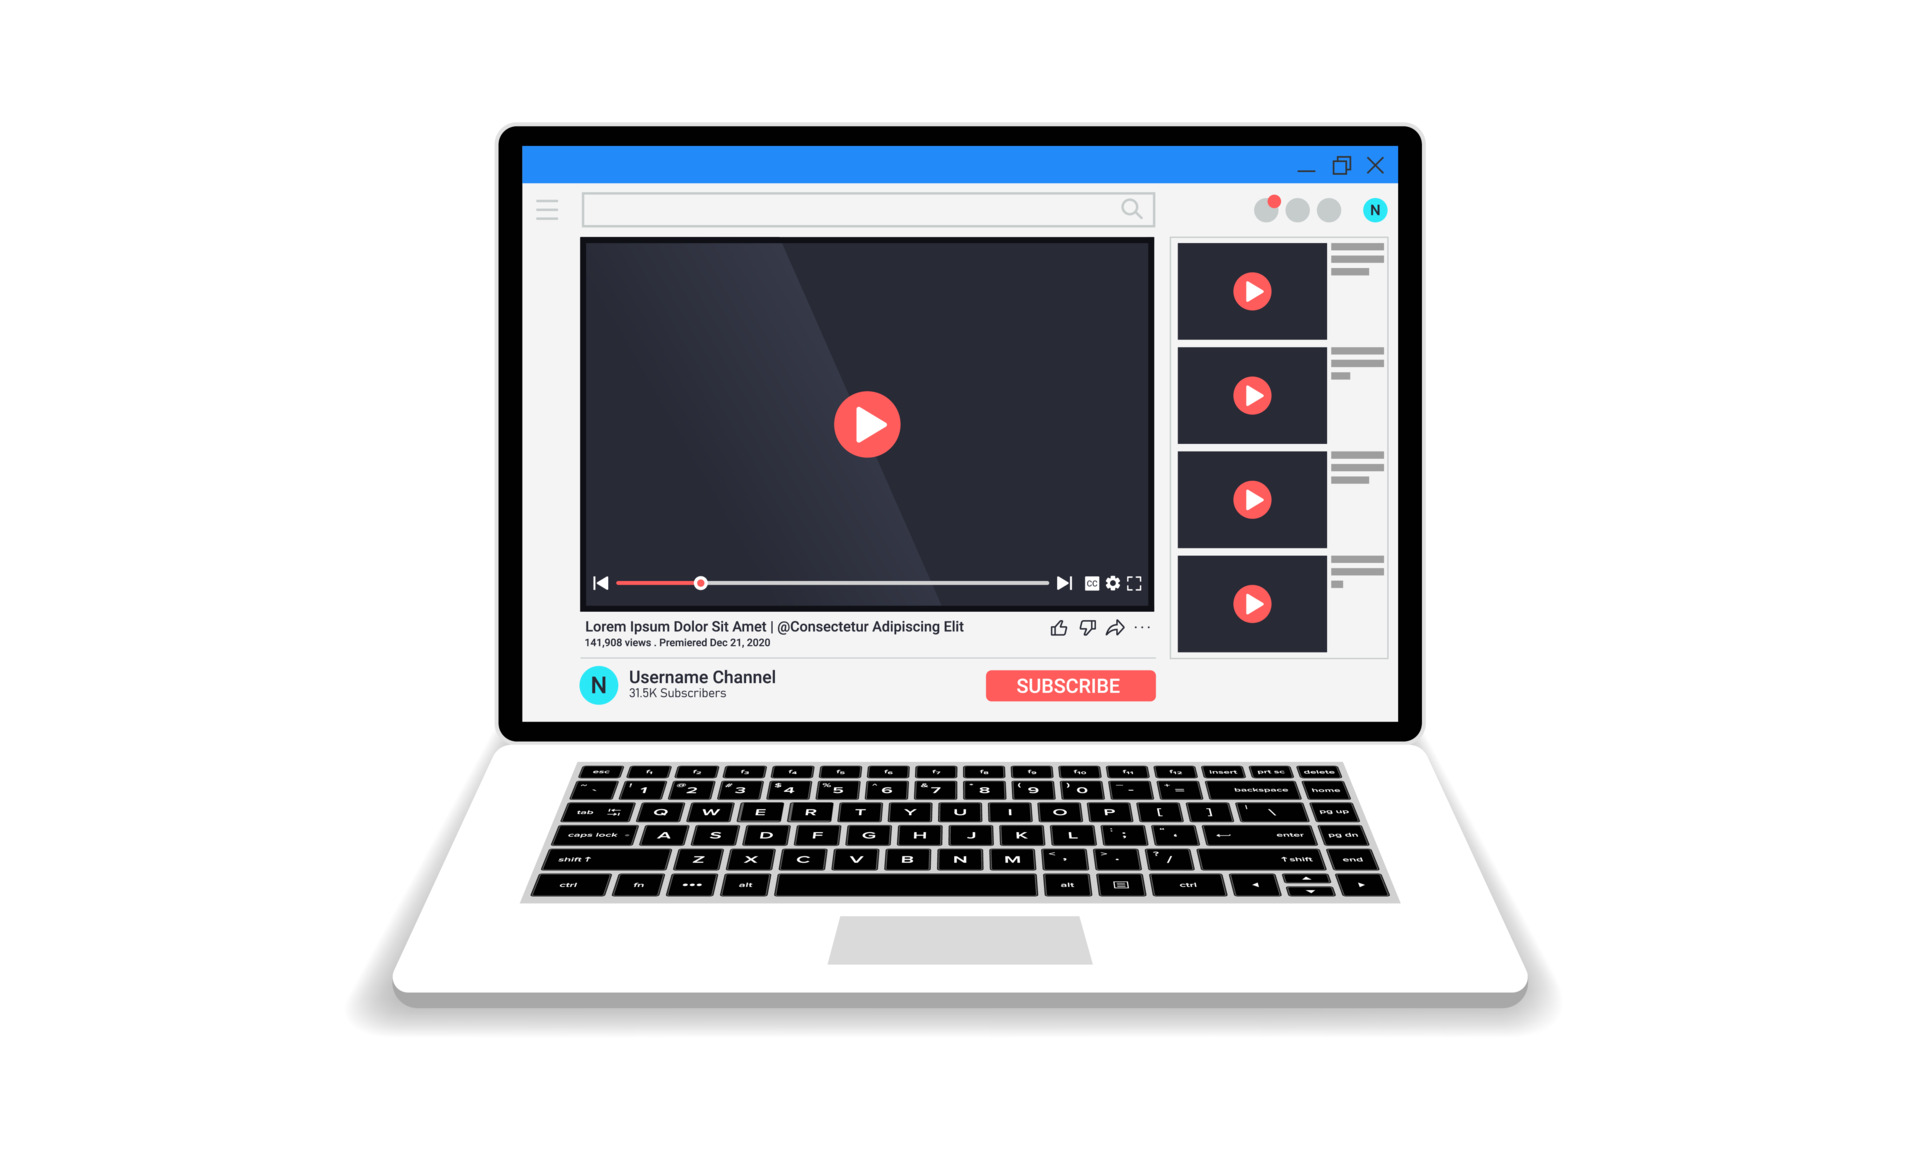 N
CC
Lorem Ipsum Dolor Sit Amet | @Consectetur Adipiscing Elit
141,908 views . Premiered Dec 21, 2020
N
Username Channel
31.5K Subscribers
SUBSCRIBE
esc f1 f2 f3 f4 f5 f6 f7 f8 f9 f10 f11 f12 insert prt sc delete
~ ` ! 1 @ 2 # 3 $ 4 % 5 ^ 6 & 7 * 8 ( 9 ) 0 - + = backspace home
tab Q W E R T Y U I O P [ ] \ pg up
caps lock A S D F G H J K L : ; " enter pg dn
shift ↑ Z X C V B N M < , > . ? / ↑ shift end
ctrl fn ••• alt alt ctrl